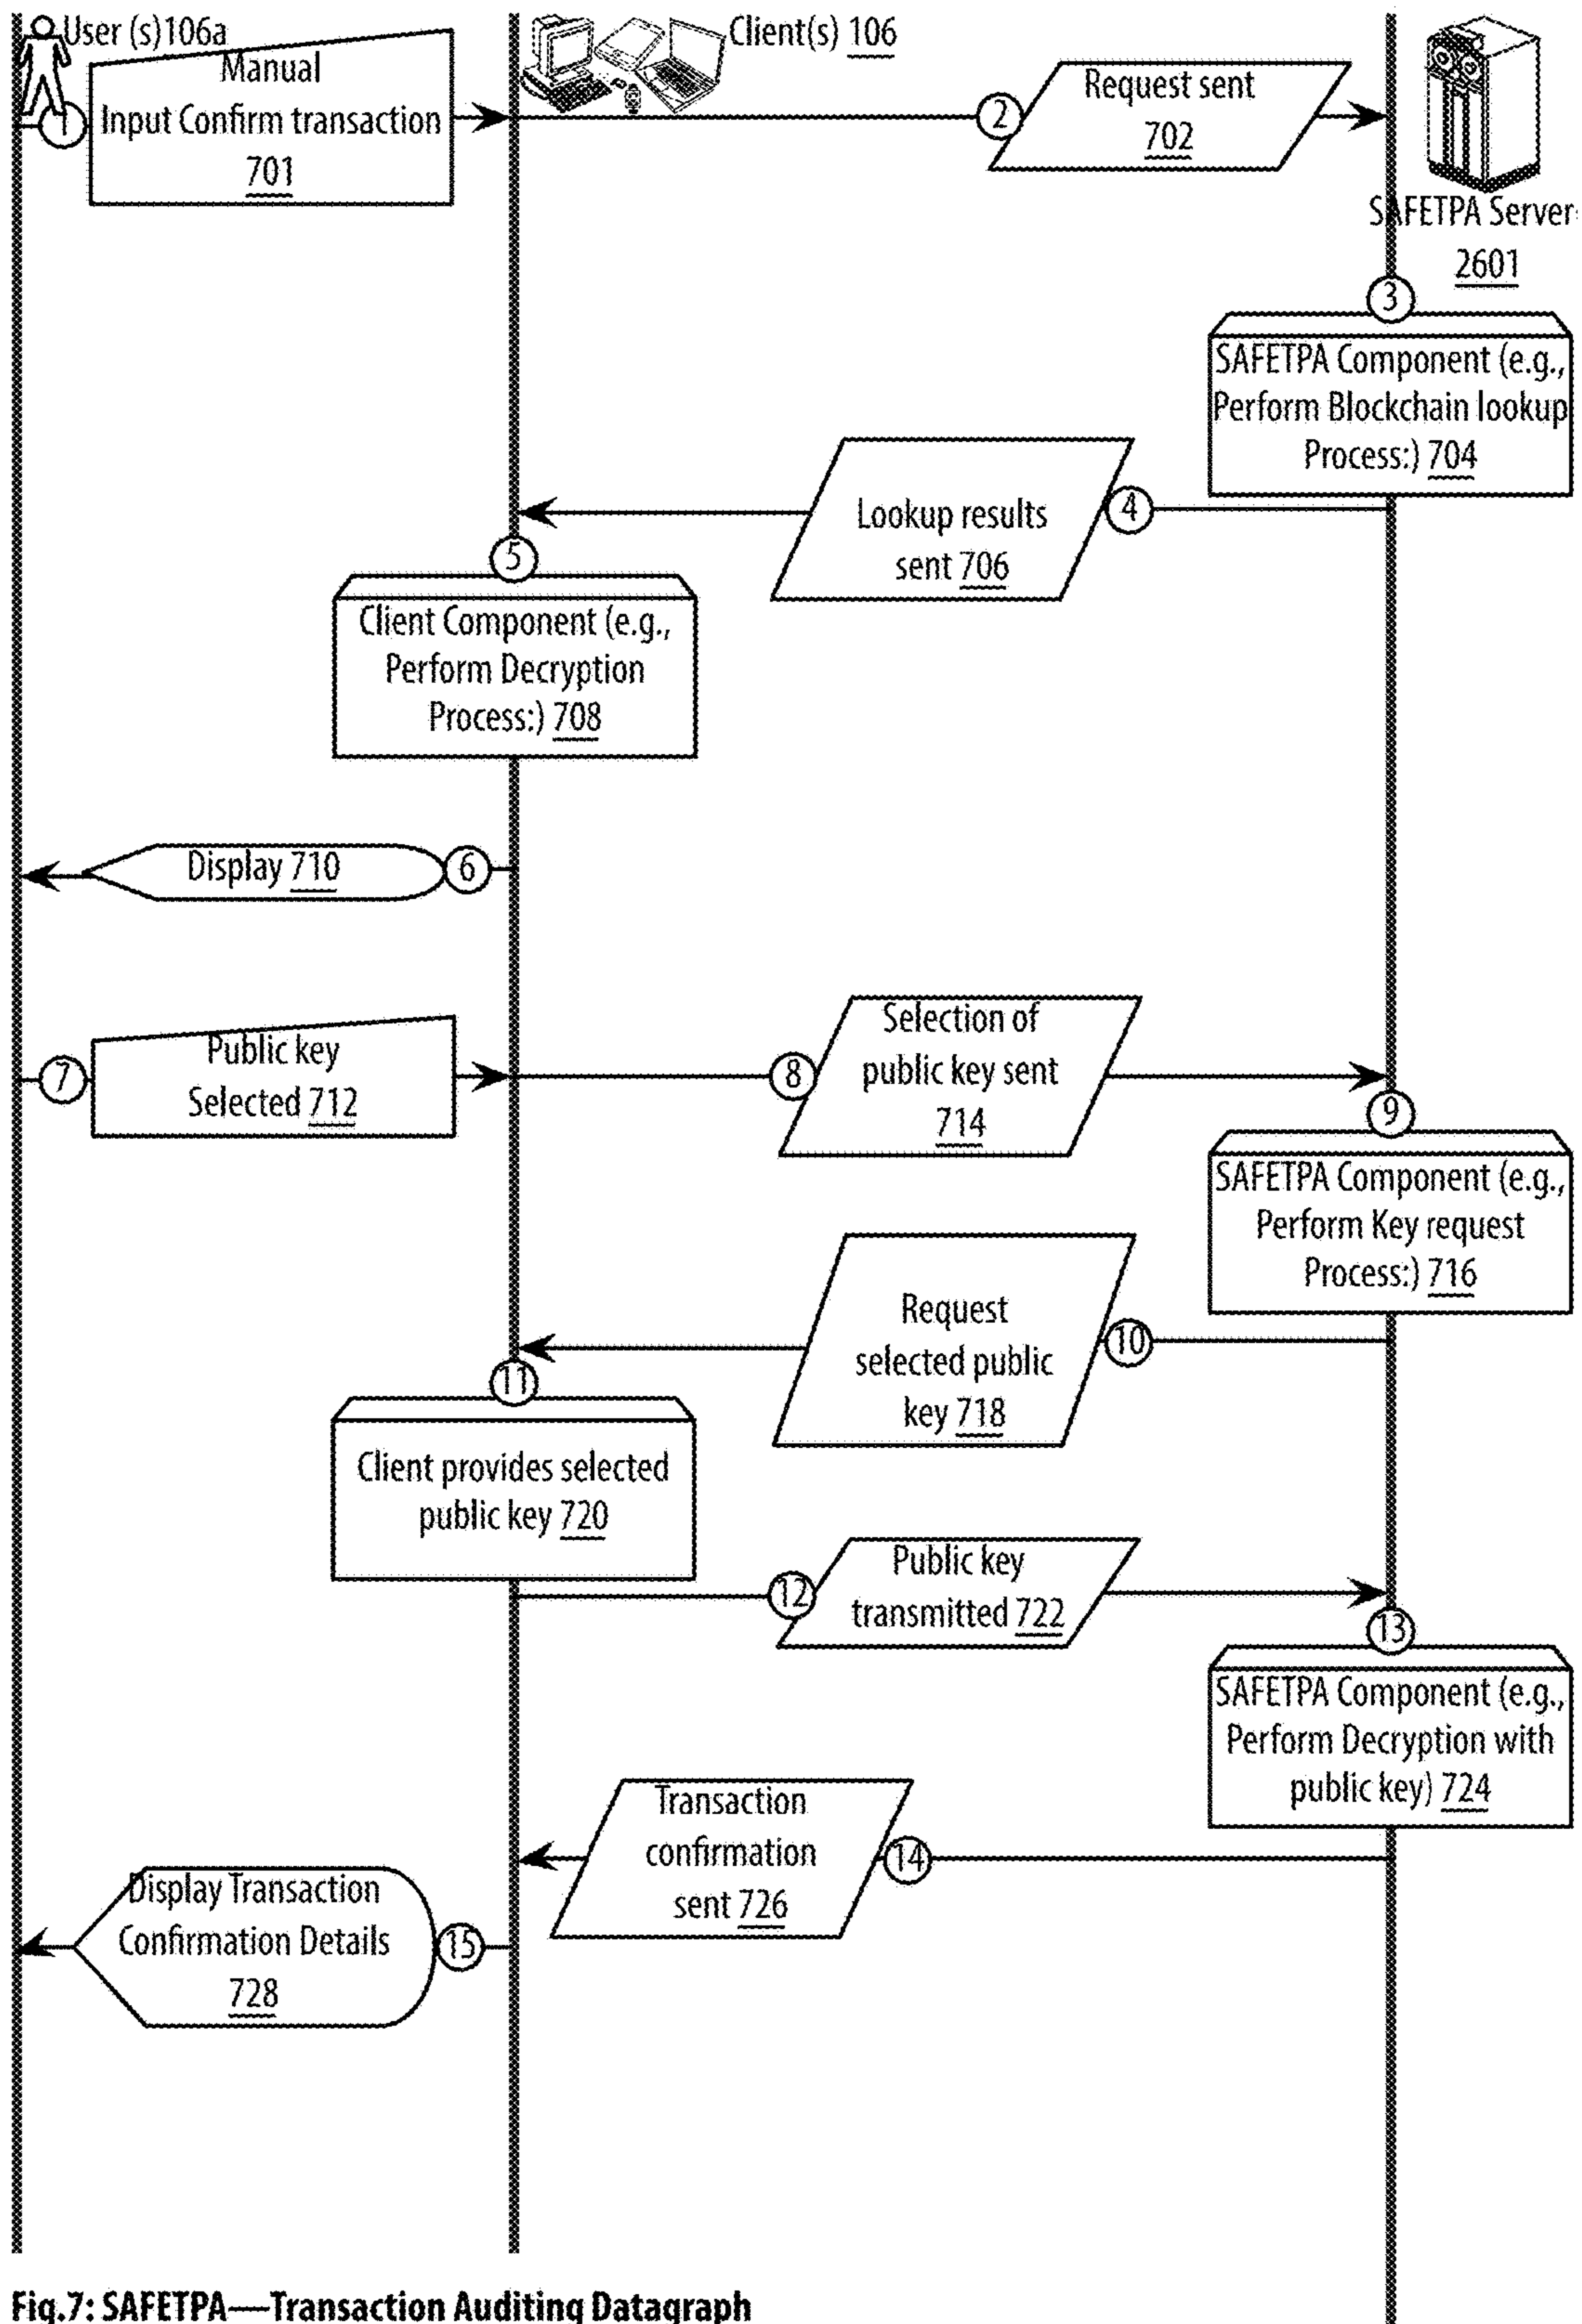 User (s)106a
Client(s) 106
Manual
Input Confirm transaction
701
1
2
Request sent
702
SAFETPA Server
2601
3
SAFETPA Component (e.g.,
Perform Blockchain lookup
Process:) 704
4
Lookup results
sent 706
5
Client Component (e.g.,
Perform Decryption
Process:) 708
Display 710
6
7
Public key
Selected 712
8
Selection of
public key sent
714
9
SAFETPA Component (e.g.,
Perform Key request
Process:) 716
10
Request
selected public
key 718
11
Client provides selected
public key 720
12
Public key
transmitted 722
13
SAFETPA Component (e.g.,
Perform Decryption with
public key) 724
14
Transaction
confirmation
sent 726
15
Display Transaction
Confirmation Details
728
Fig.7: SAFETPA—Transaction Auditing Datagraph